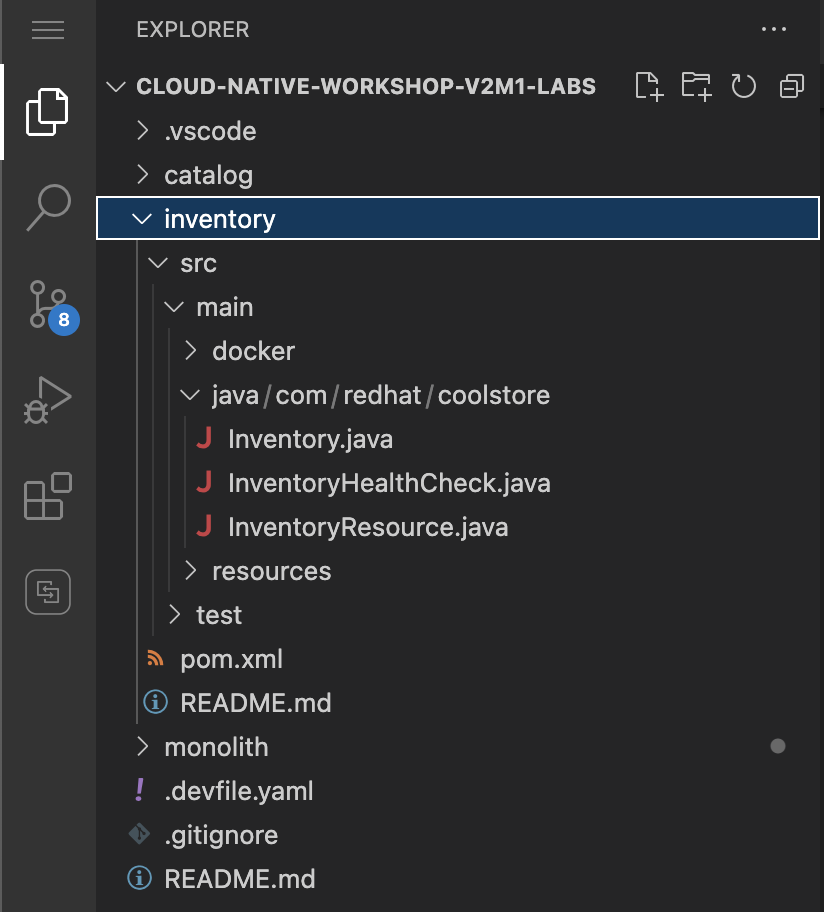 EXPLORER
CLOUD-NATIVE-WORKSHOP-V2M1-LABS
.vscode
catalog
inventory
src
8
main
docker
java/com/redhat/coolstore
Inventory.java
InventoryHealthCheck.java
InventoryResource.java
resources
test
pom.xml
README.md
monolith
.devfile.yaml
.gitignore
README.md